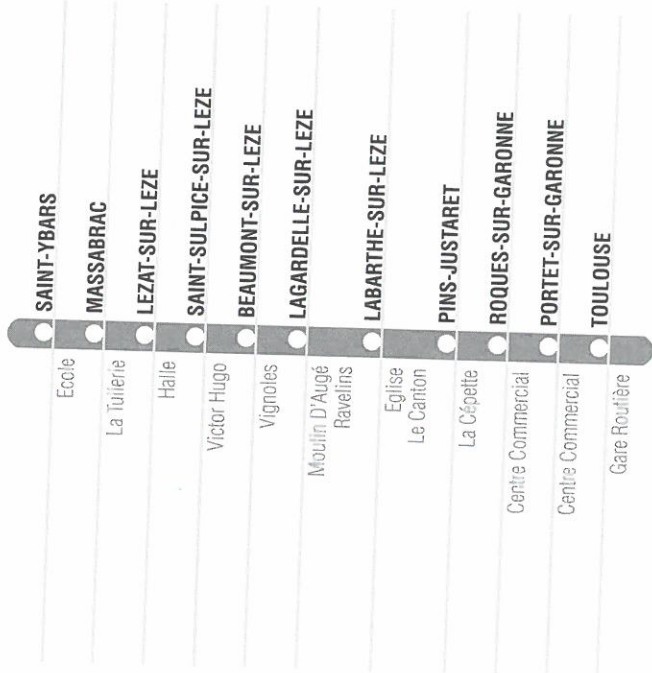 SAINT-YBARS
Ecole
MASSABRAC
La Tuilerie
LEZAT-SUR-LEZE
Halle
SAINT-SULPICE-SUR-LEZE
Victor Hugo
BEAUMONT-SUR-LEZE
Vignoles
LAGARDELLE-SUR-LEZE
Moulin D'Augé
Ravelins
LABARTHE-SUR-LEZE
Eglise
Le Canton
PINS-JUSTARET
La Cépette
ROQUES-SUR-GARONNE
Centre Commercial
PORTET-SUR-GARONNE
Centre Commercial
TOULOUSE
Gare Routière